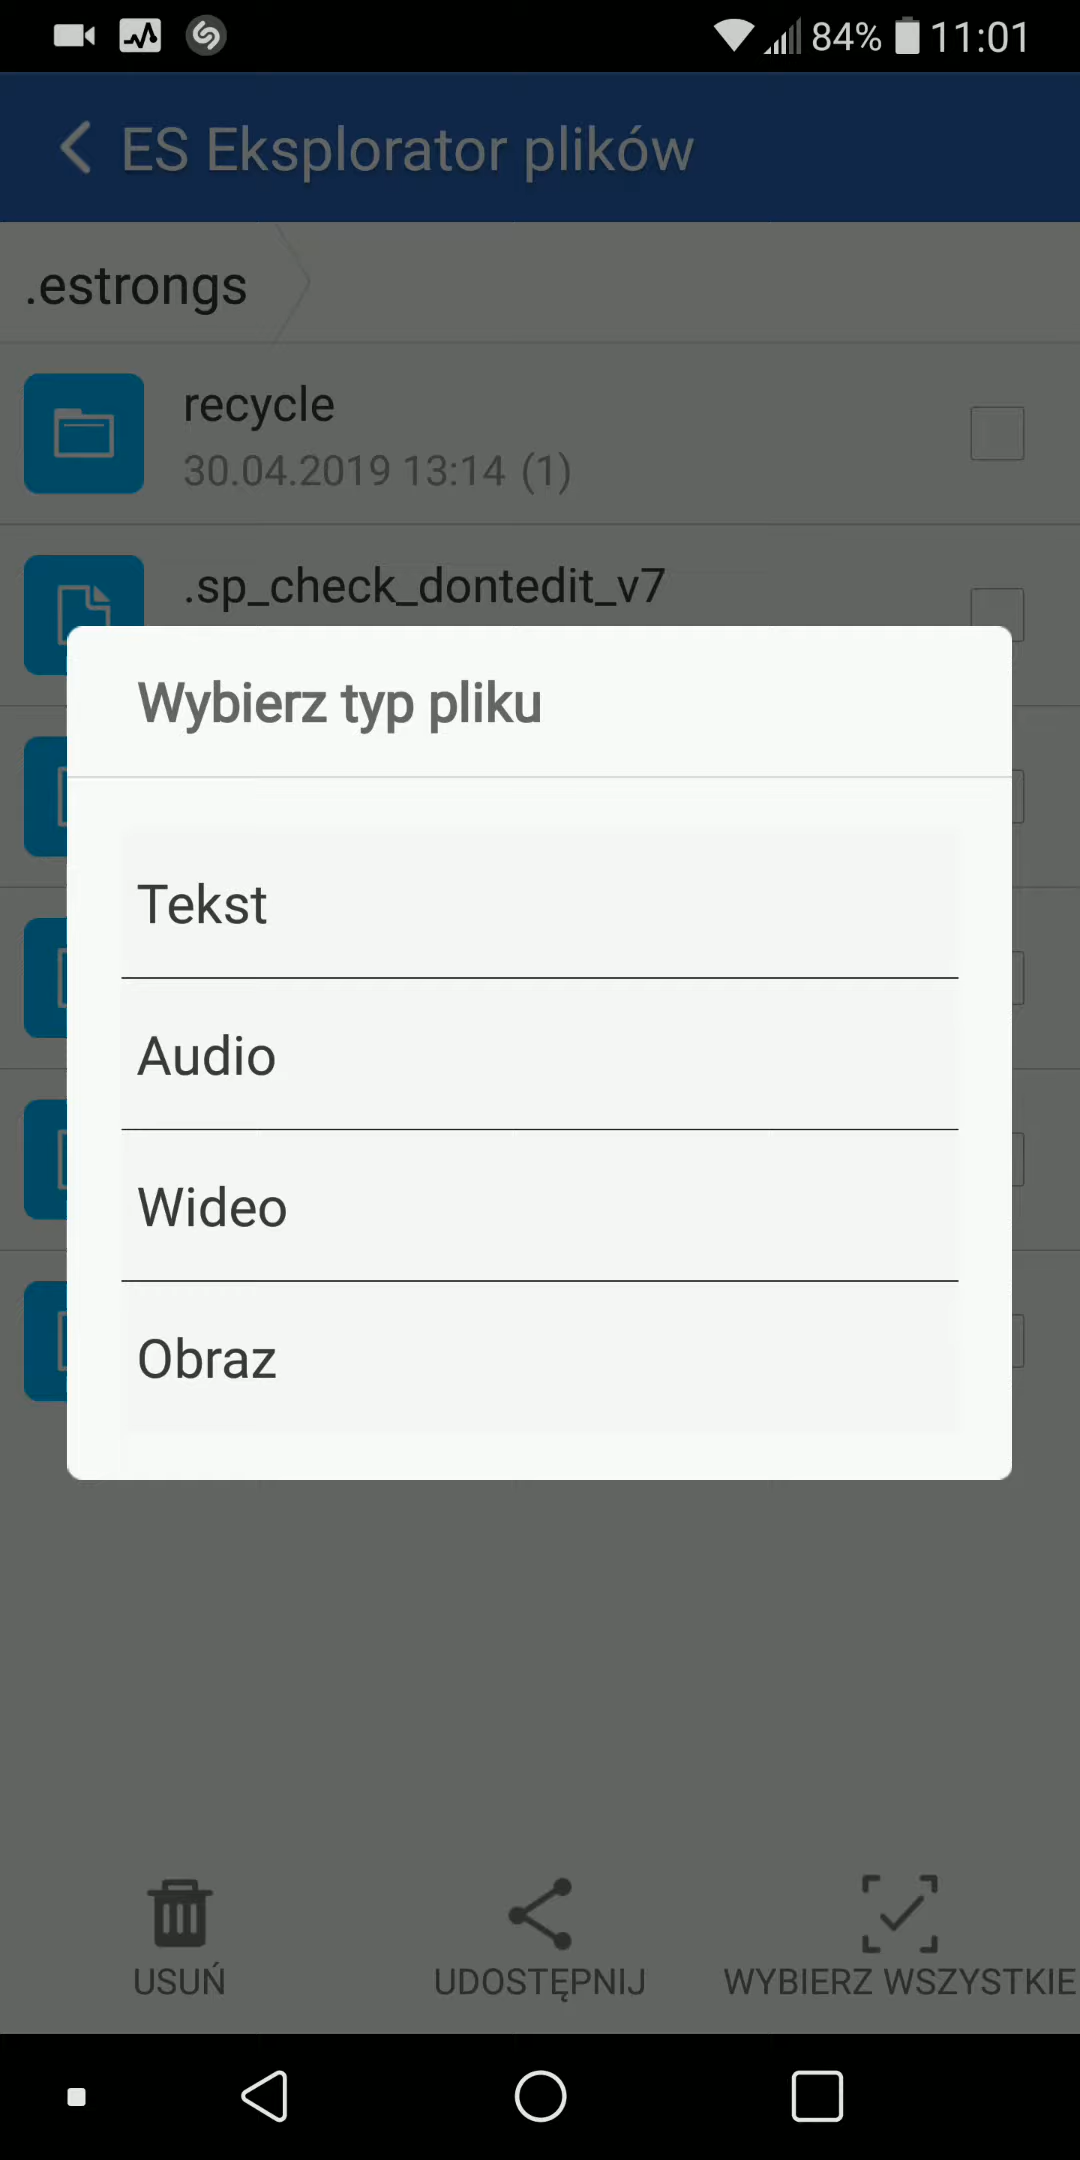 84% 11:01
ES Eksplorator plików
.estrongs
recycle
30.04.2019 13:14 (1)
.sp_check_dontedit_v7
Wybierz typ pliku
Tekst
Audio
Wideo
Obraz
USUŃ UDOSTĘPNIJ WYBIERZ WSZYSTKIE